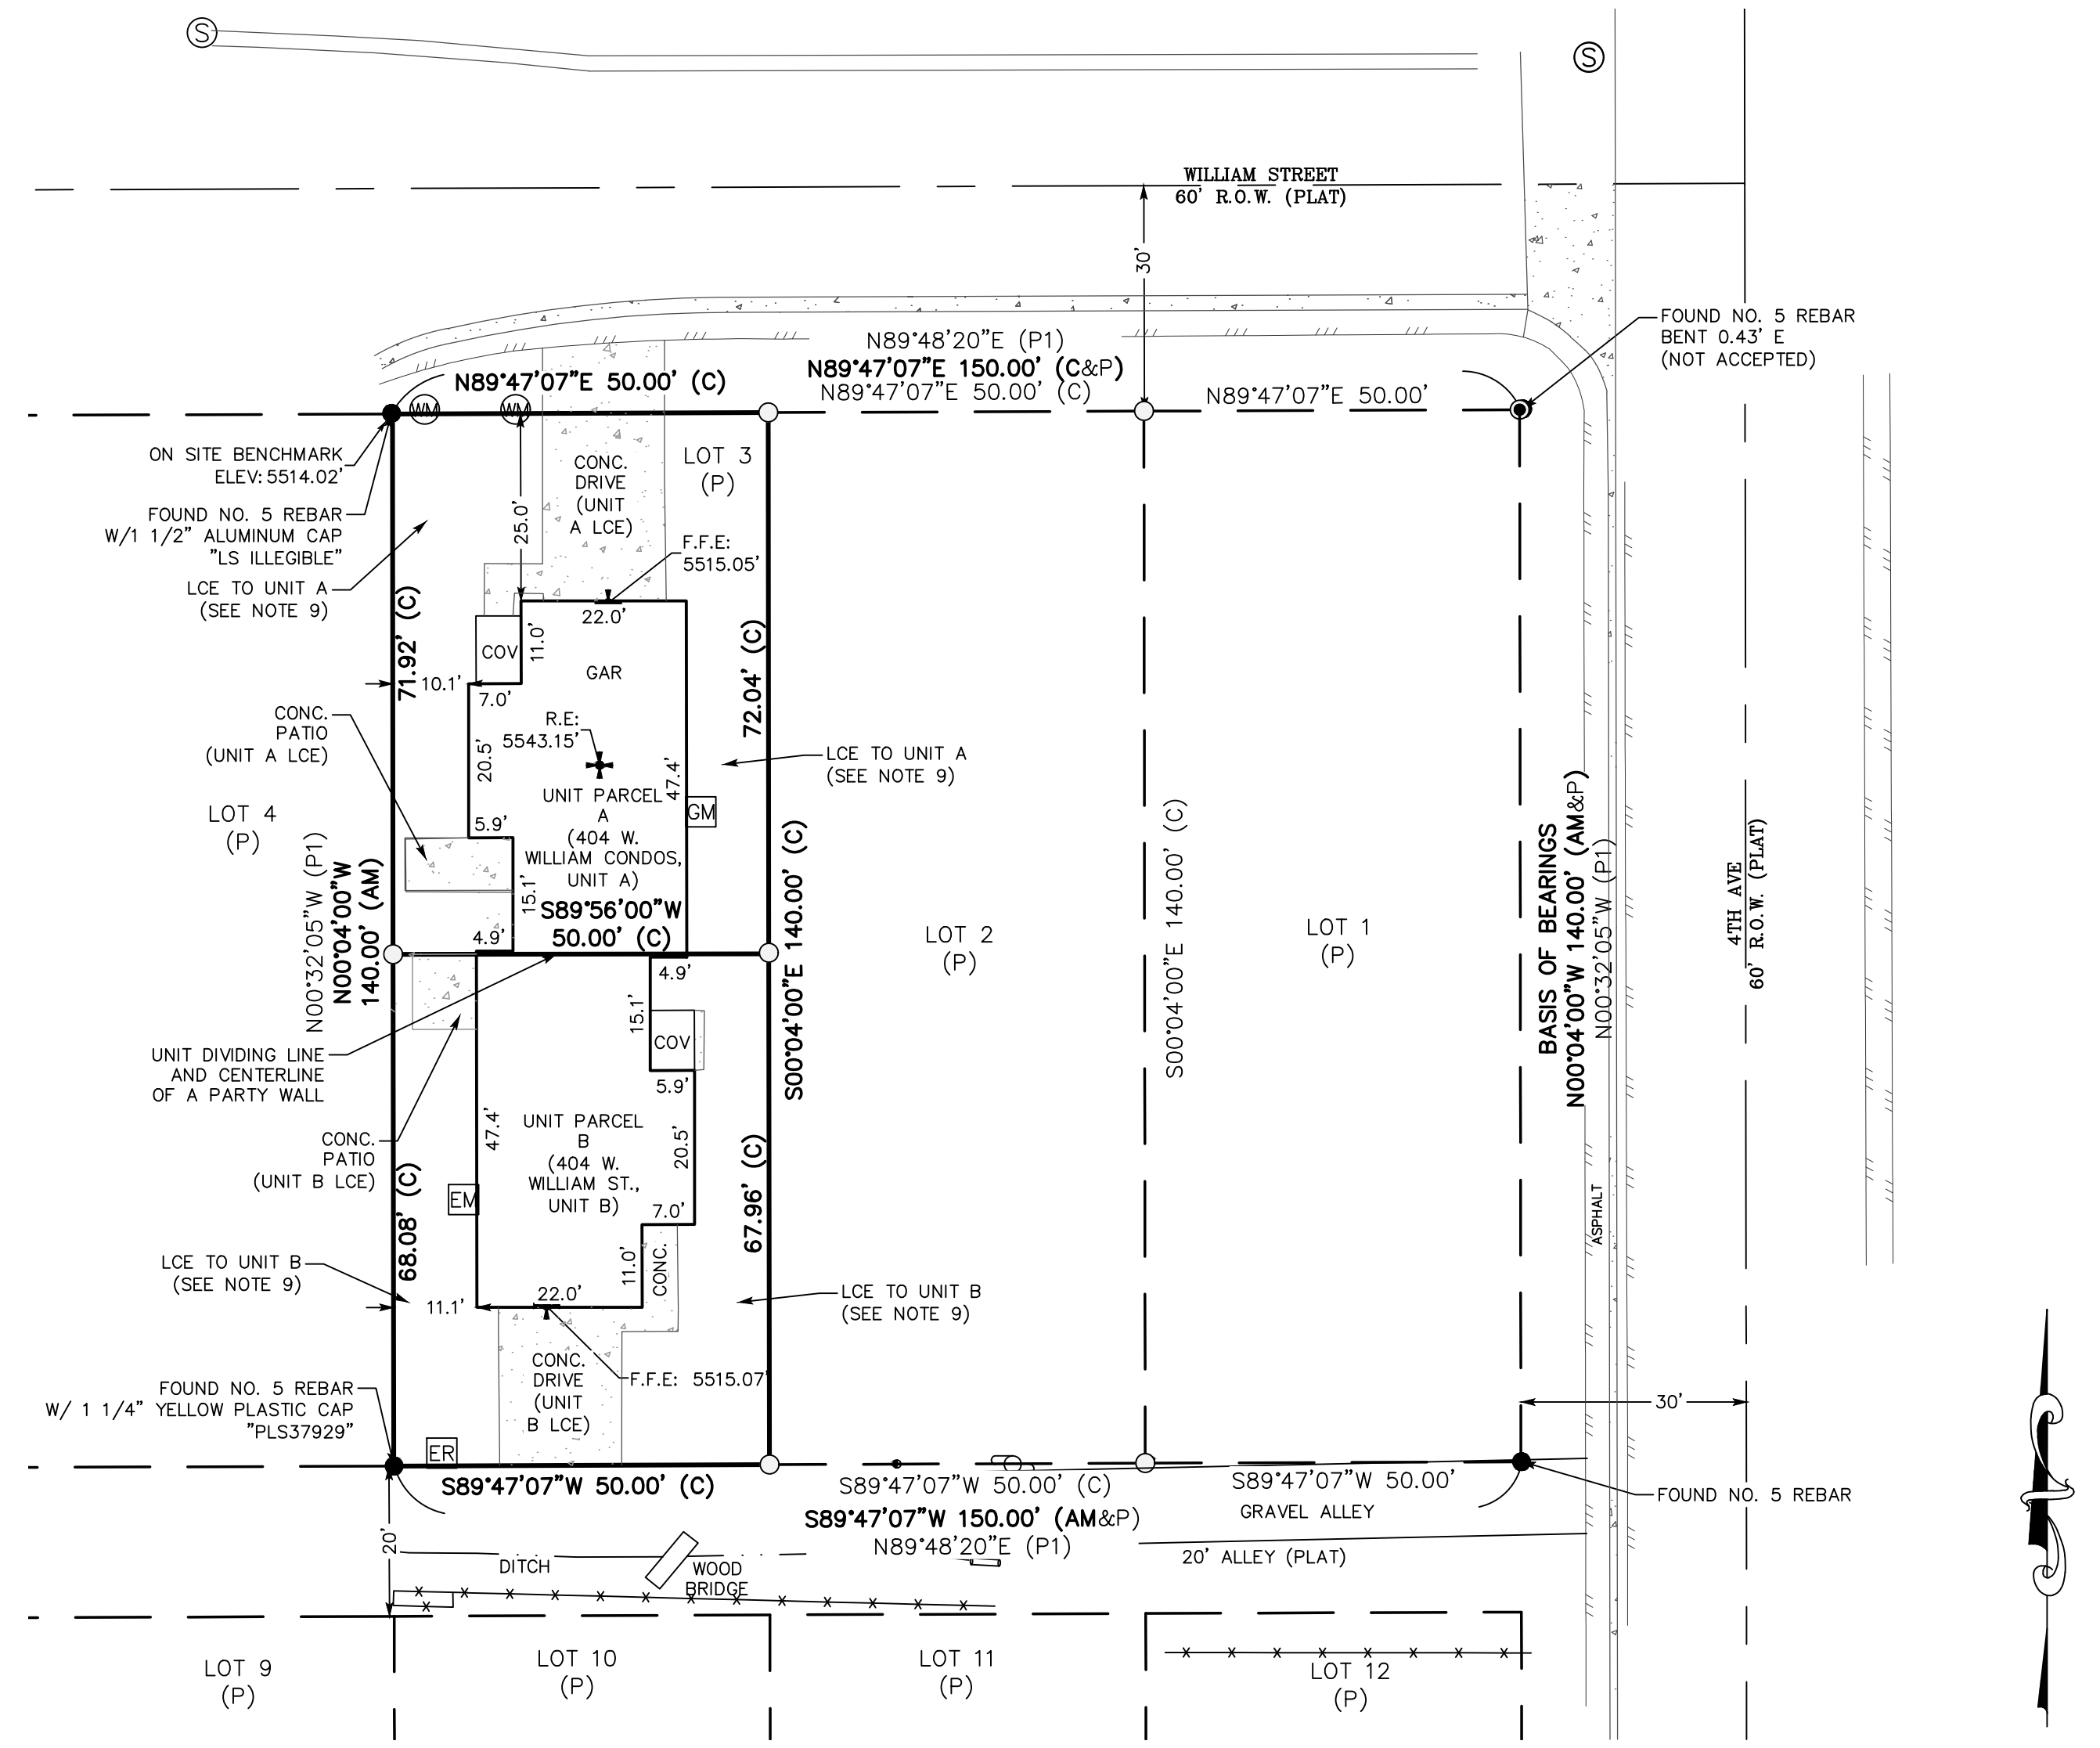 S
S
WILLIAM STREET
60' R.O.W. (PLAT)
30'
FOUND NO. 5 REBAR
BENT 0.43' E
(NOT ACCEPTED)
N89°48'20"E (P1)
N89°47'07"E 150.00' (C&P)
N89°47'07"E 50.00' (C)
N89°47'07"E 50.00' (C)
N89°47'07"E 50.00'
WM
WM
ON SITE BENCHMARK
ELEV: 5514.02'
FOUND NO. 5 REBAR
W/1 1/2" ALUMINUM CAP
"LS ILLEGIBLE"
LCE TO UNIT A
(SEE NOTE 9)
CONC.
DRIVE
(UNIT
A LCE)
LOT 3
(P)
25.0'
F.F.E:
5515.05'
22.0'
11.0'
COV
GAR
71.92' (C)
72.04' (C)
10.1'
7.0'
CONC.
PATIO
(UNIT A LCE)
R.E:
5543.15'
20.5'
47.4'
LCE TO UNIT A
(SEE NOTE 9)
UNIT PARCEL
A
(404 W.
WILLIAM CONDOS,
UNIT A)
GM
5.9'
15.1'
4.9'
S89°56'00"W
50.00' (C)
LOT 4
(P)
N00°32'05"W (P1)
N00°04'00"W
140.00' (AM)
S00°04'00"E 140.00' (C)
LOT 2
(P)
S00°04'00"E 140.00' (C)
LOT 1
(P)
BASIS OF BEARINGS
N00°04'00"W 140.00' (AM&P)
N00°32'05"W (P1)
4TH AVE
60' R.O.W. (PLAT)
4.9'
15.1'
COV
5.9'
UNIT DIVIDING LINE
AND CENTERLINE
OF A PARTY WALL
CONC.
PATIO
(UNIT B LCE)
47.4'
UNIT PARCEL
B
(404 W.
WILLIAM ST.,
UNIT B)
20.5'
EM
7.0'
11.0'
CONC.
68.08' (C)
67.96' (C)
ASPHALT
LCE TO UNIT B
(SEE NOTE 9)
LCE TO UNIT B
(SEE NOTE 9)
11.1'
22.0'
CONC.
DRIVE
(UNIT
B LCE)
F.F.E: 5515.07'
FOUND NO. 5 REBAR
W/ 1 1/4" YELLOW PLASTIC CAP
"PLS37929"
30'
ER
S89°47'07"W 50.00' (C)
S89°47'07"W 50.00' (C)
S89°47'07"W 50.00'
FOUND NO. 5 REBAR
S89°47'07"W 150.00' (AM&P)
N89°48'20"E (P1)
GRAVEL ALLEY
20' ALLEY (PLAT)
20'
DITCH
WOOD
BRIDGE
LOT 9
(P)
LOT 10
(P)
LOT 11
(P)
LOT 12
(P)